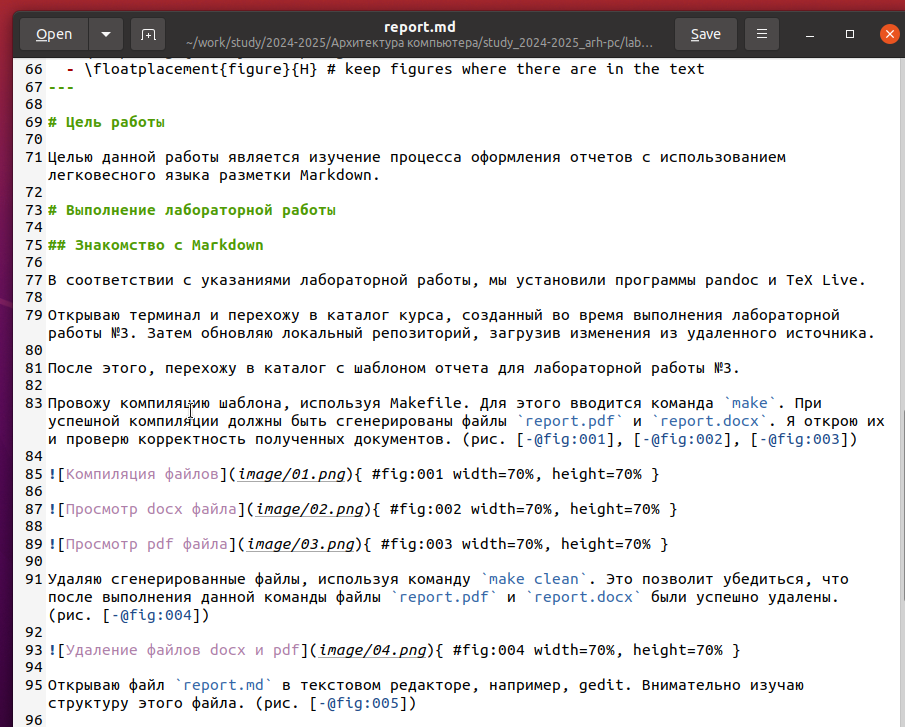 Open
report.md
~/work/study/2024-2025/Архитектура компьютера/study_2024-2025_arh-pc/lab…
Save
66 - \floatplacement{figure}{H} # keep figures where there are in the text
67 ---
68
69 # Цель работы
70
71 Целью данной работы является изучение процесса оформления отчетов с использованием
легковесного языка разметки Markdown.
72
73 # Выполнение лабораторной работы
74
75 ## Знакомство с Markdown
76
77 В соответствии с указаниями лабораторной работы, мы установили программы pandoc и TeX Live.
78
79 Открываю терминал и перехожу в каталог курса, созданный во время выполнения лабораторной
работы №3. Затем обновляю локальный репозиторий, загрузив изменения из удаленного источника.
80
81 После этого, перехожу в каталог с шаблоном отчета для лабораторной работы №3.
82
83 Провожу компиляцию шаблона, используя Makefile. Для этого вводится команда `make`. При
успешной компиляции должны быть сгенерированы файлы `report.pdf` и `report.docx`. Я открою их
и проверю корректность полученных документов. (рис. [-@fig:001], [-@fig:002], [-@fig:003])
84
85 ![Компиляция файлов](image/01.png){ #fig:001 width=70%, height=70% }
86
87 ![Просмотр docx файла](image/02.png){ #fig:002 width=70%, height=70% }
88
89 ![Просмотр pdf файла](image/03.png){ #fig:003 width=70%, height=70% }
90
91 Удаляю сгенерированные файлы, используя команду `make clean`. Это позволит убедиться, что
после выполнения данной команды файлы `report.pdf` и `report.docx` были успешно удалены.
(рис. [-@fig:004])
92
93 ![Удаление файлов docx и pdf](image/04.png){ #fig:004 width=70%, height=70% }
94
95 Открываю файл `report.md` в текстовом редакторе, например, gedit. Внимательно изучаю
структуру этого файла. (рис. [-@fig:005])
96